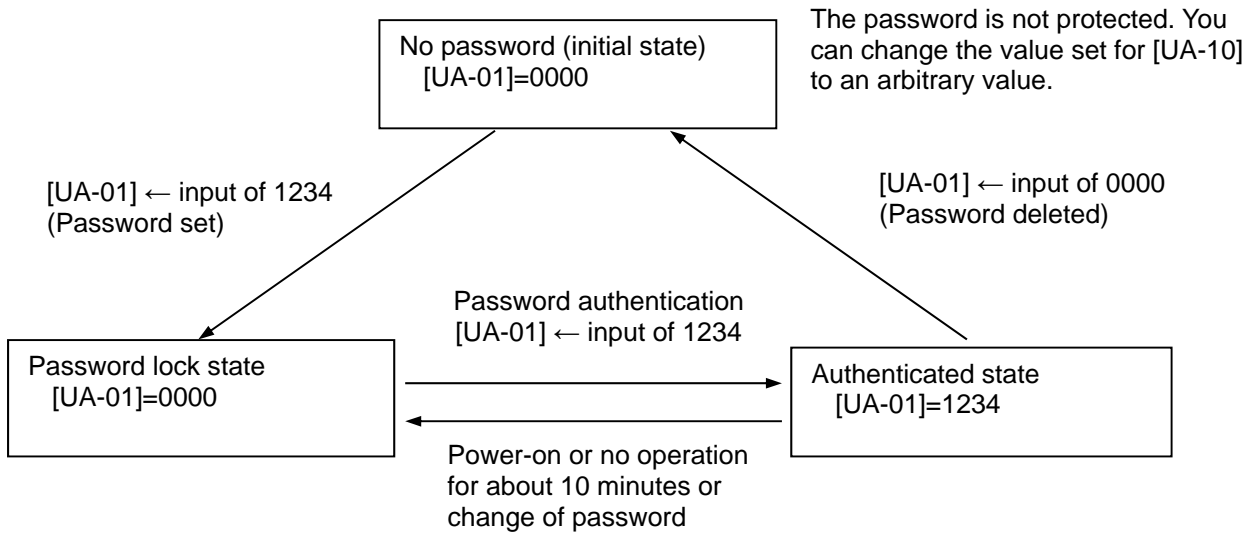 No password (initial state)
[UA-01]=0000
The password is not protected. You
can change the value set for [UA-10]
to an arbitrary value.
[UA-01] ← input of 1234
(Password set)
[UA-01] ← input of 0000
(Password deleted)
Password authentication
[UA-01] ← input of 1234
Password lock state
[UA-01]=0000
Authenticated state
[UA-01]=1234
Power-on or no operation
for about 10 minutes or
change of password